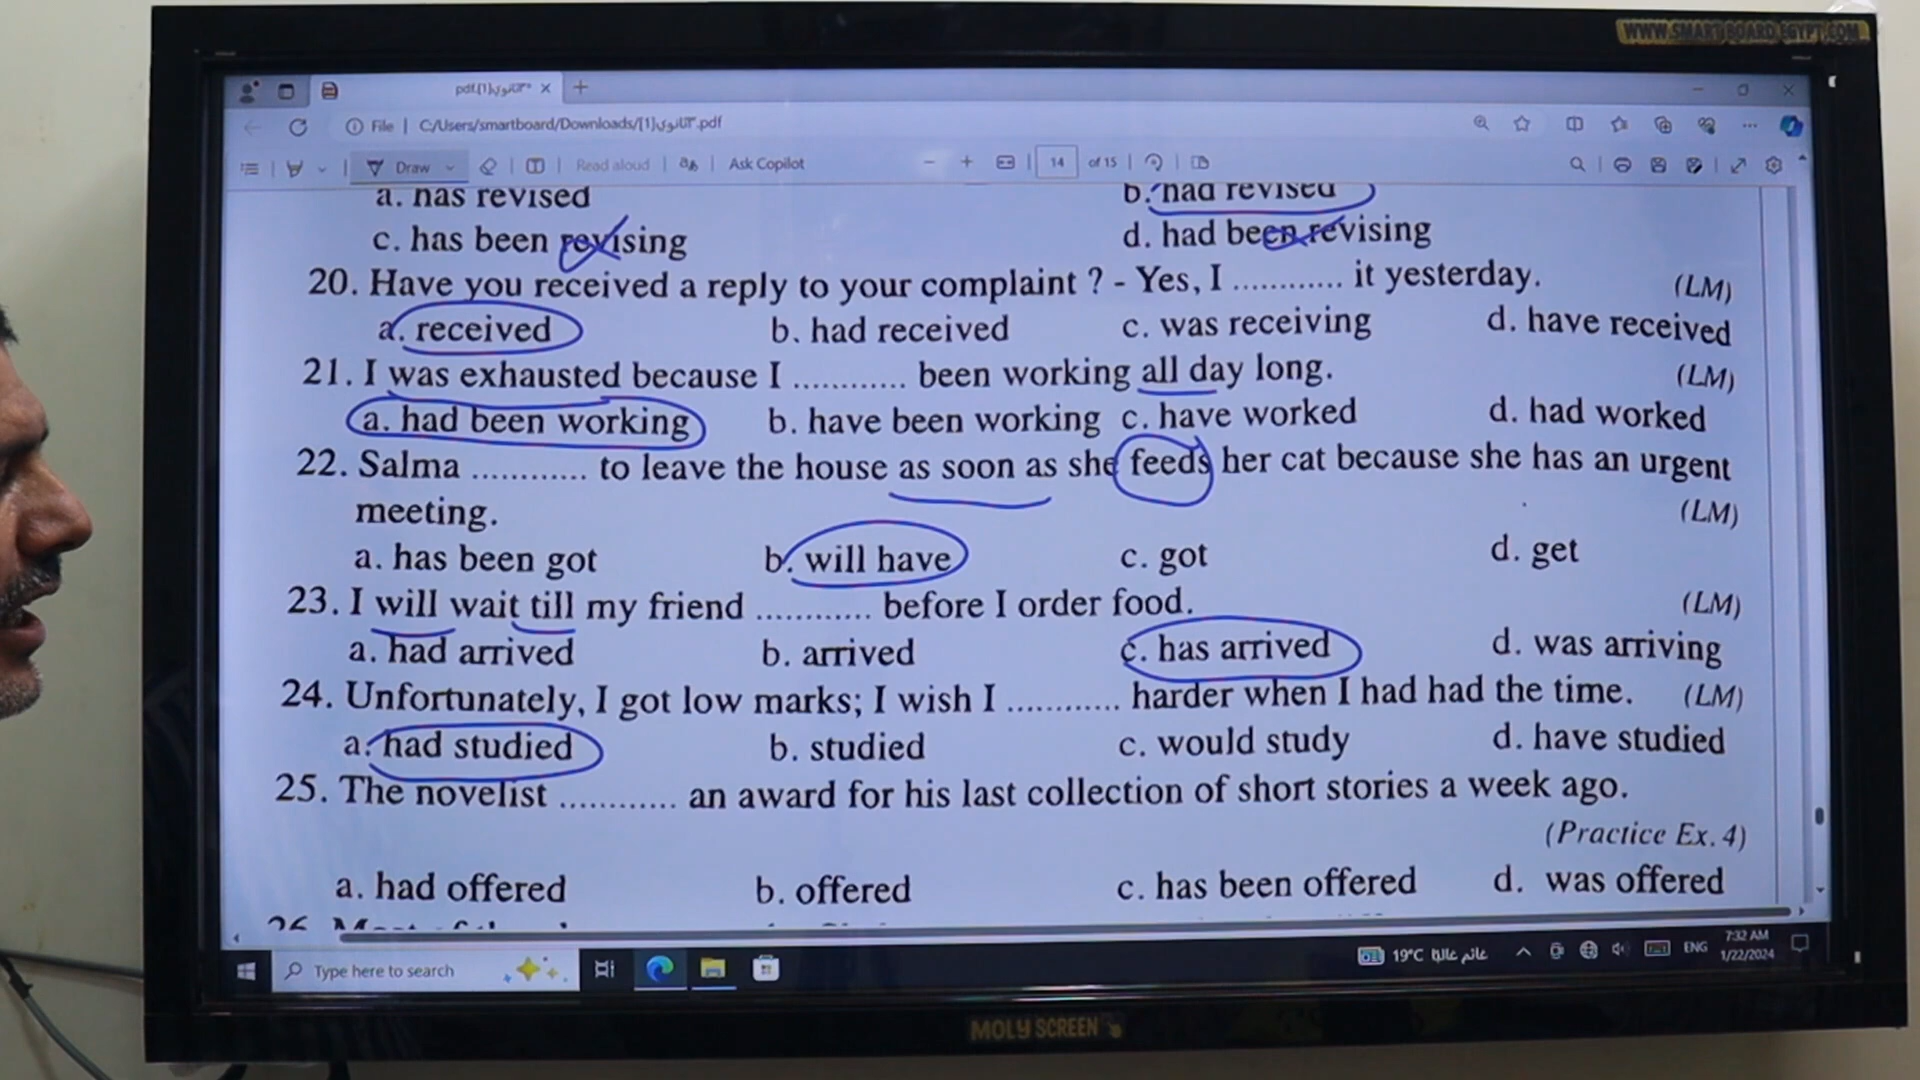 WWW.SMARTBOARDEGYPT.COM
File | C:/Users/smartboard/Downloads/[1]٣ثانوي.pdf
Draw
Read aloud
Ask Copilot
14 of 15
a. has revised b. had revised
c. has been revising d. had been revising
20. Have you received a reply to your complaint ? - Yes, I ............ it yesterday. (LM)
a. received b. had received c. was receiving d. have received
21. I was exhausted because I ............ been working all day long. (LM)
a. had been working b. have been working c. have worked d. had worked
22. Salma ............ to leave the house as soon as she feeds her cat because she has an urgent
meeting. (LM)
a. has been got b. will have c. got d. get
23. I will wait till my friend ............ before I order food. (LM)
a. had arrived b. arrived c. has arrived d. was arriving
24. Unfortunately, I got low marks; I wish I ............ harder when I had had the time. (LM)
a. had studied b. studied c. would study d. have studied
25. The novelist ............ an award for his last collection of short stories a week ago.
(Practice Ex. 4)
a. had offered b. offered c. has been offered d. was offered
Type here to search
19°C غائم غالبًا
ENG
7:32 AM
1/22/2024
MOLY SCREEN